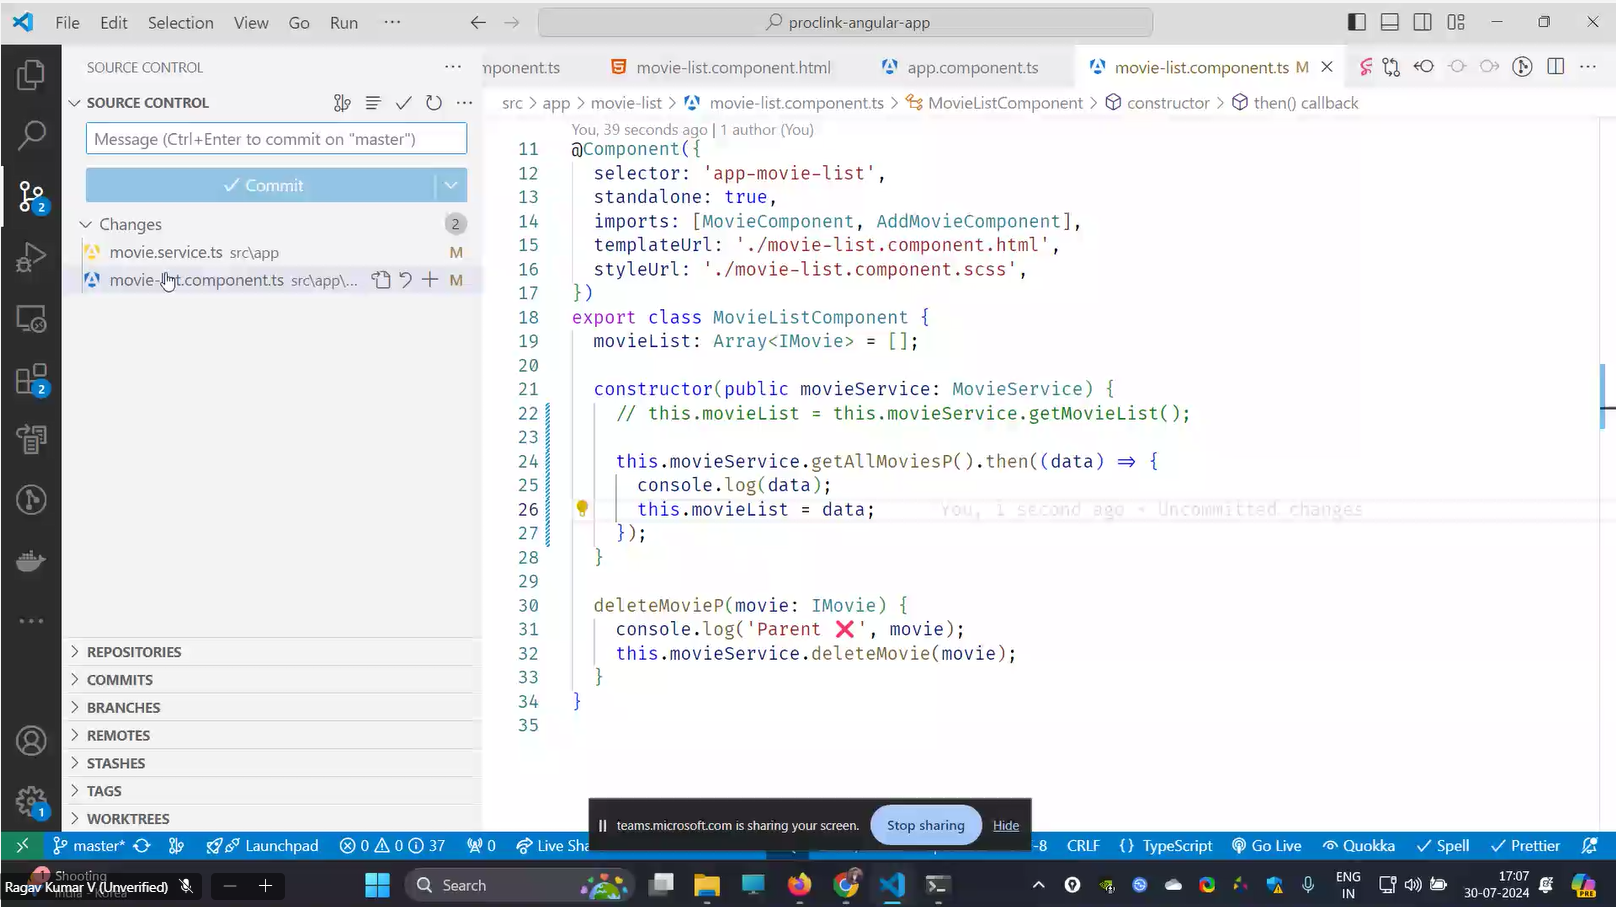 File Edit Selection View Go Run ··· proclink-angular-app
SOURCE CONTROL ···
SOURCE CONTROL
Message (Ctrl+Enter to commit on "master")
Commit
Changes 2
movie.service.ts src\app M
movie-list.component.ts src\app\... M
REPOSITORIES
COMMITS
BRANCHES
REMOTES
STASHES
TAGS
WORKTREES
2
2
1
mponent.ts movie-list.component.html app.component.ts movie-list.component.ts M
src > app > movie-list > movie-list.component.ts > MovieListComponent > constructor > then() callback
You, 39 seconds ago | 1 author (You)
11 @Component({
12 selector: 'app-movie-list',
13 standalone: true,
14 imports: [MovieComponent, AddMovieComponent],
15 templateUrl: './movie-list.component.html',
16 styleUrl: './movie-list.component.scss',
17 })
18 export class MovieListComponent {
19 movieList: Array<IMovie> = [];
20
21 constructor(public movieService: MovieService) {
22 // this.movieList = this.movieService.getMovieList();
23
24 this.movieService.getAllMoviesP().then((data) => {
25 console.log(data);
26 this.movieList = data; You, 1 second ago • Uncommitted changes
27 });
28 }
29
30 deleteMovieP(movie: IMovie) {
31 console.log('Parent ❌', movie);
32 this.movieService.deleteMovie(movie);
33 }
34 }
35
teams.microsoft.com is sharing your screen. Stop sharing Hide
master* Launchpad 0 0 37 0 Live Sha -8 CRLF {} TypeScript Go Live Quokka Spell Prettier
Shooting
India - Korea
Ragav Kumar V (Unverified)
Search
ENG
IN
17:07
30-07-2024
PRE